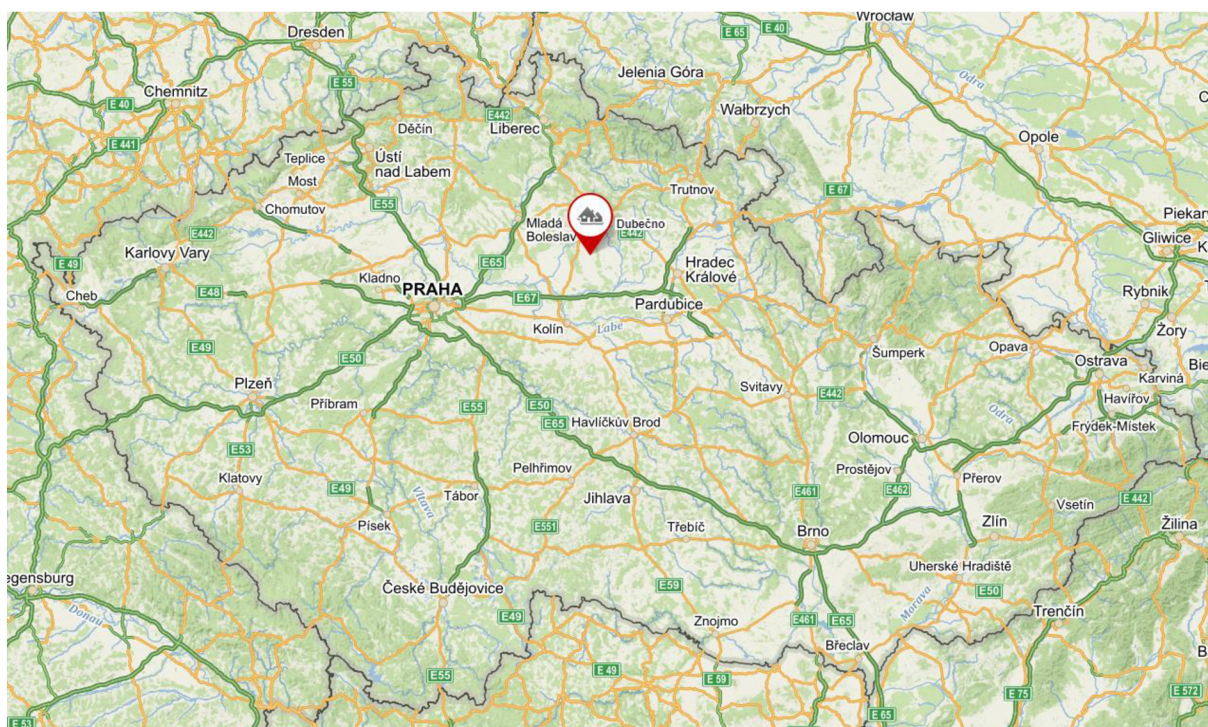 Wrocław
E 65
E 40
Dresden
E 55
Jelenia Góra
Odra
Chemnitz
E 40
E442
Wałbrzych
Děčín
Liberec
Opole
E 441
Teplice
Ústí
nad Labem
Most
Trutnov
E 67
Chomutov
E55
Mladá
Boleslav
Dubečno
E442
Piekary
E442
Gliwice
Karlovy Vary
E 49
E65
Hradec
Králové
Kladno
PRAHA
Cheb
E48
E67
Pardubice
Rybnik
Kolín
Labe
Żory
E49
E50
Šumperk
Opava
Ostrava
Karviná
Plzeň
Svitavy
E442
Havířov
Příbram
E55
E50
E65
Havlíčkův Brod
Odra
Frýdek-Místek
Olomouc
E53
Pelhřimov
Prostějov
Přerov
Klatovy
E49
Vltava
Tábor
Jihlava
E461
E462
Vsetín
E 442
Písek
E551
Třebíč
Brno
Zlín
Žilina
Uherské Hradiště
egensburg
České Budějovice
E59
E50
Donau
E49
Znojmo
E461
E65
Morava
Trenčín
Břeclav
E55
E 49
E 59
E 75
E 572
E 53
E 65